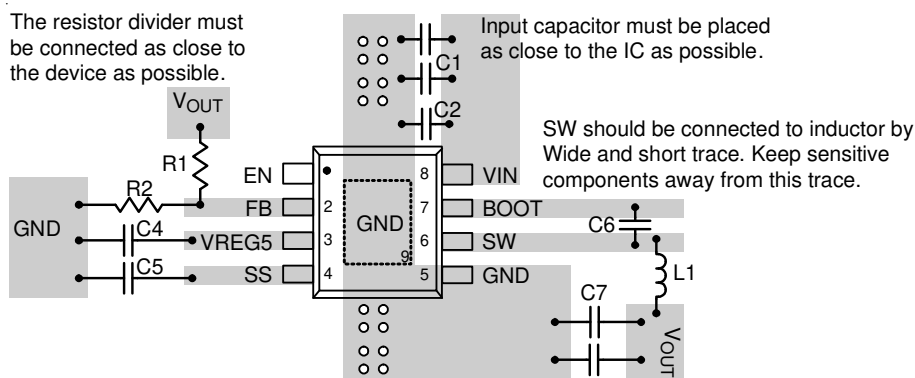 The resistor divider must
be connected as close to
the device as possible.
Input capacitor must be placed
as close to the IC as possible.
C1
C2
VOUT
SW should be connected to inductor by
Wide and short trace. Keep sensitive
components away from this trace.
R1
R2
EN
8
VIN
FB
2
7
BOOT
GND
C4
VREG5
3
GND
6
SW
C6
C5
SS
4
9
5
GND
L1
C7
VOUT